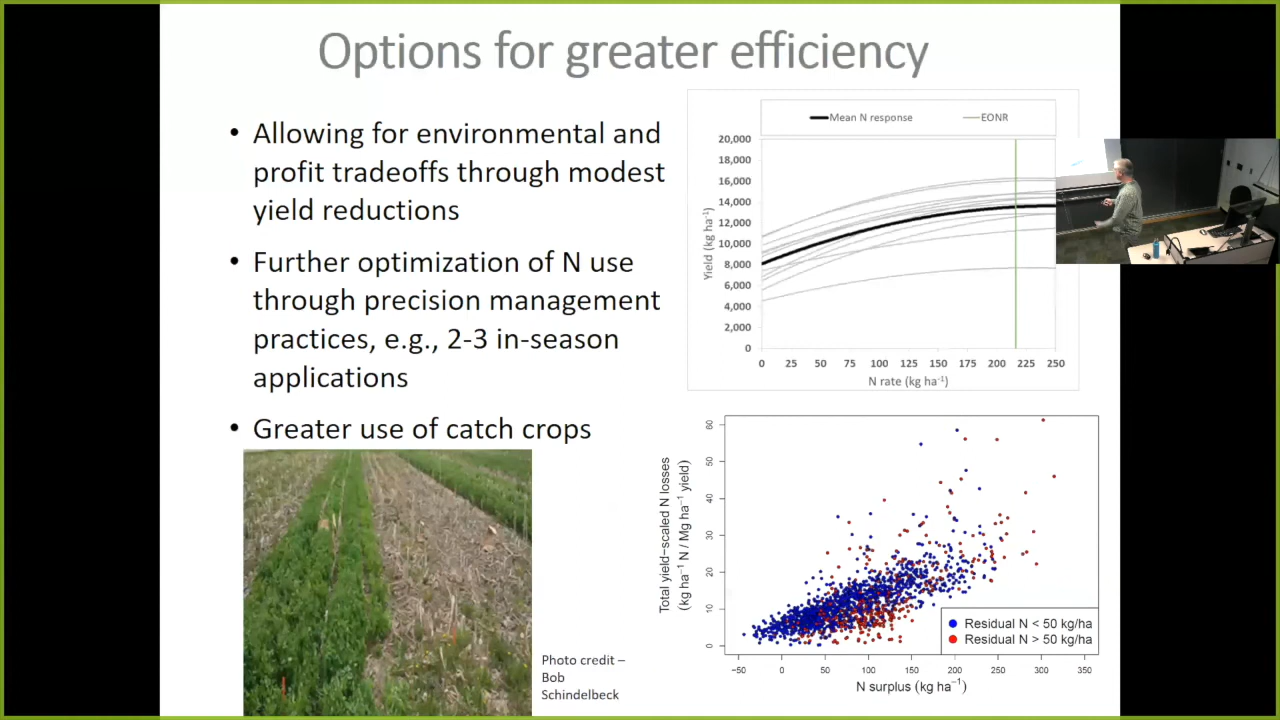 Options for greater efficiency
• Allowing for environmental and
profit tradeoffs through modest
yield reductions
• Further optimization of N use
through precision management
practices, e.g., 2-3 in-season
applications
• Greater use of catch crops
Photo credit –
Bob
Schindelbeck
Mean N response
EONR
Yield (kg ha-1)
20,000
18,000
16,000
14,000
12,000
10,000
8,000
6,000
4,000
2,000
0
0 25 50 75 100 125 150 175 200 225 250
N rate (kg ha-1)
Total yield−scaled N losses
(kg ha−1 N / Mg ha−1 yield)
60
50
40
30
20
10
0
Residual N < 50 kg/ha
Residual N > 50 kg/ha
−50 0 50 100 150 200 250 300 350
N surplus (kg ha−1)